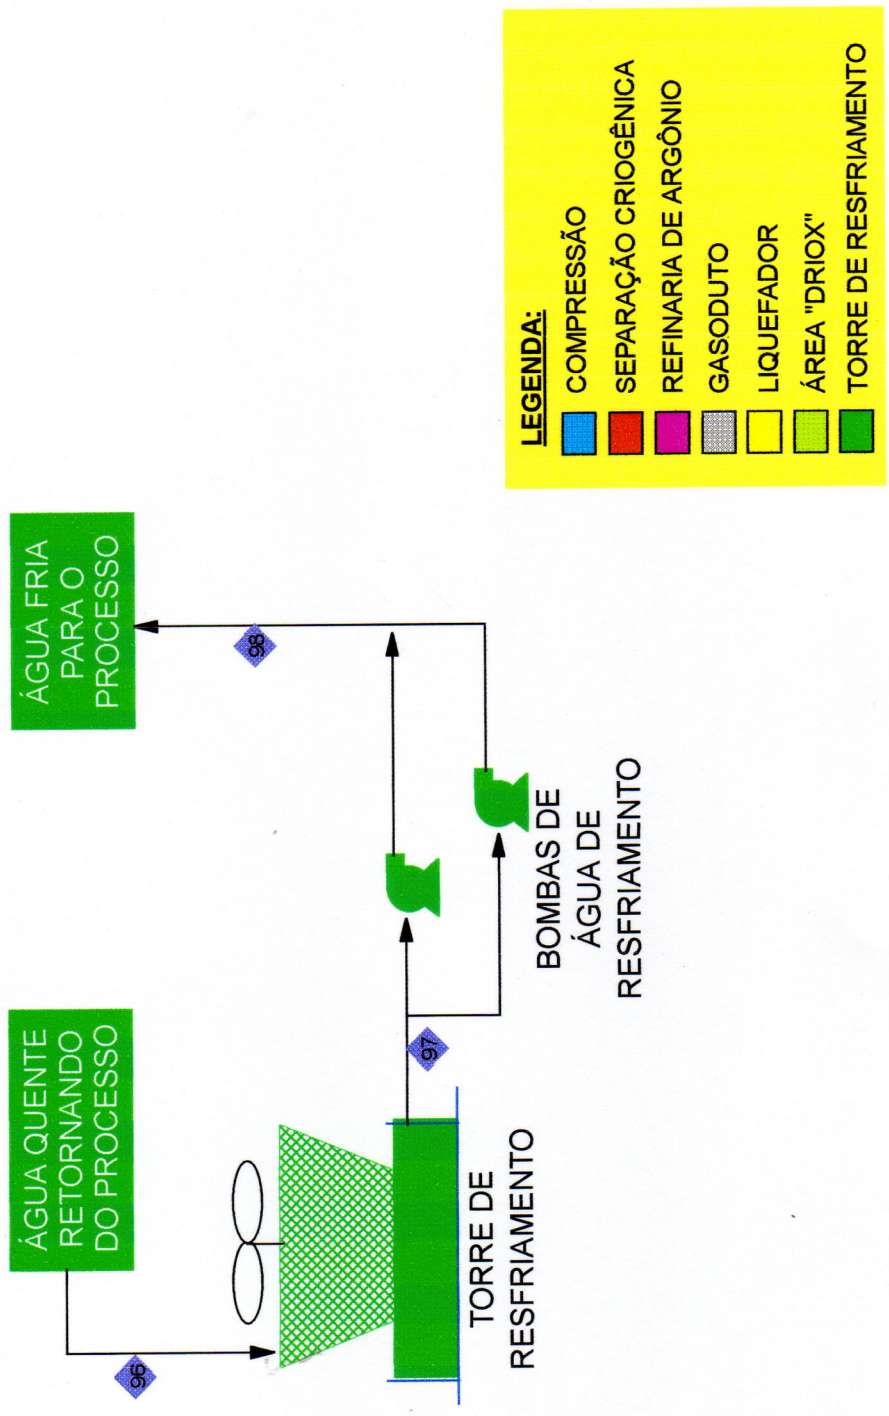 ÁGUA QUENTE
RETORNANDO
DO PROCESSO
ÁGUA FRIA
PARA O
PROCESSO
96
98
97
TORRE DE
RESFRIAMENTO
BOMBAS DE
ÁGUA DE
RESFRIAMENTO
LEGENDA:
COMPRESSÃO
SEPARAÇÃO CRIOGÊNICA
REFINARIA DE ARGÔNIO
GASODUTO
LIQUEFADOR
ÁREA "DRIOX"
TORRE DE RESFRIAMENTO